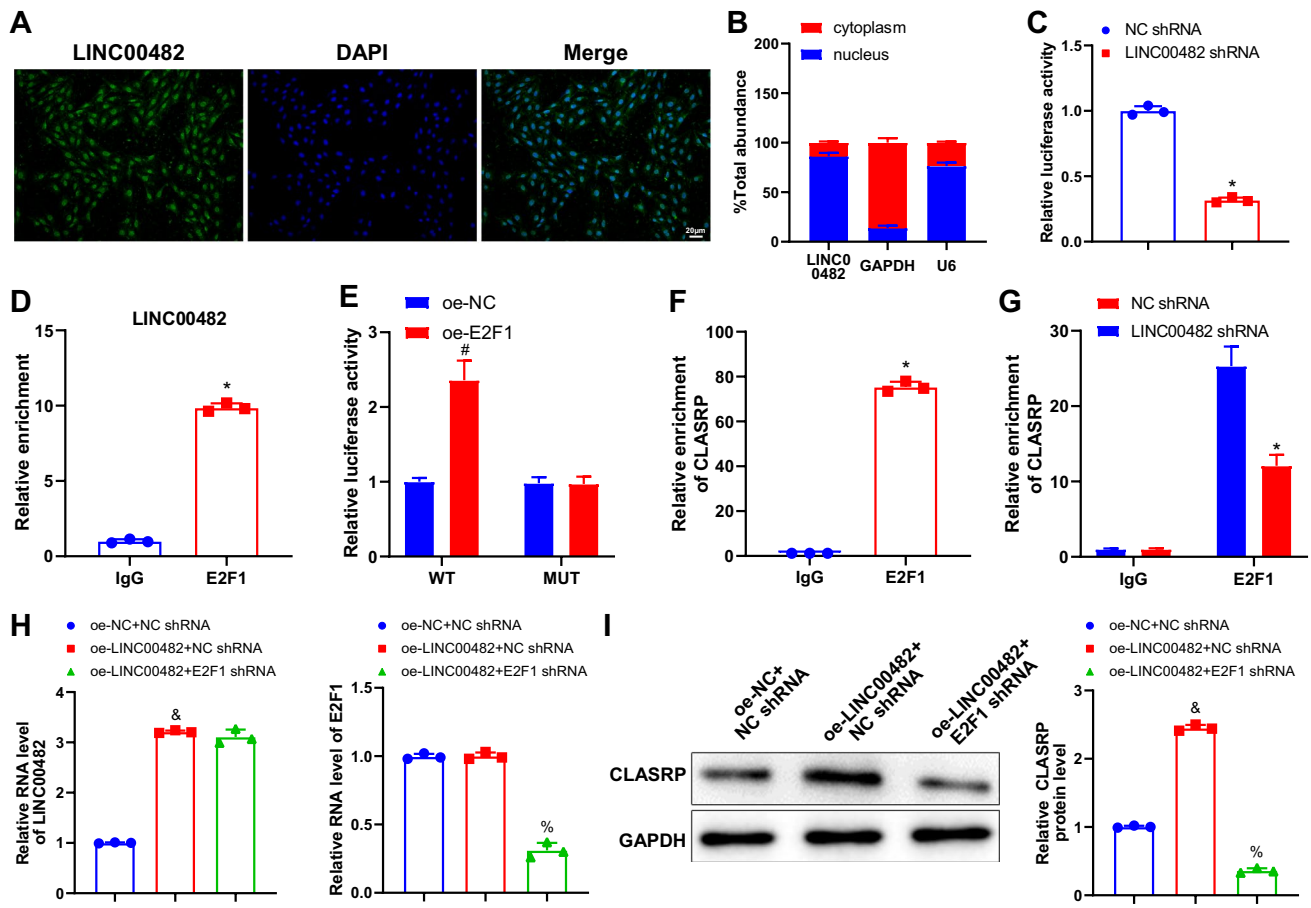 A
LINC00482
DAPI
Merge
20μm
B
cytoplasm
nucleus
%Total abundance
200
150
100
50
0
LINC0
0482
GAPDH
U6
C
NC shRNA
LINC00482 shRNA
Relative luciferase activity
1.5
1.0
0.5
0.0
*
D
LINC00482
Relative enrichment
15
10
5
0
*
IgG
E2F1
E
oe-NC
oe-E2F1
Relative luciferase activity
3
2
1
0
#
WT
MUT
F
Relative enrichment
of CLASRP
100
80
60
40
20
0
*
IgG
E2F1
G
NC shRNA
LINC00482 shRNA
Relative enrichment
of CLASRP
30
20
10
0
*
IgG
E2F1
H
oe-NC+NC shRNA
oe-LINC00482+NC shRNA
oe-LINC00482+E2F1 shRNA
Relative RNA level
of LINC00482
4
3
2
1
0
&
oe-NC+NC shRNA
oe-LINC00482+NC shRNA
oe-LINC00482+E2F1 shRNA
Relative RNA level of E2F1
1.5
1.0
0.5
0.0
%
I
oe-NC+
NC shRNA
oe-LINC00482+
NC shRNA
oe-LINC00482+
E2F1 shRNA
CLASRP
GAPDH
oe-NC+NC shRNA
oe-LINC00482+NC shRNA
oe-LINC00482+E2F1 shRNA
Relative CLASRP
protein level
3
2
1
0
&
%